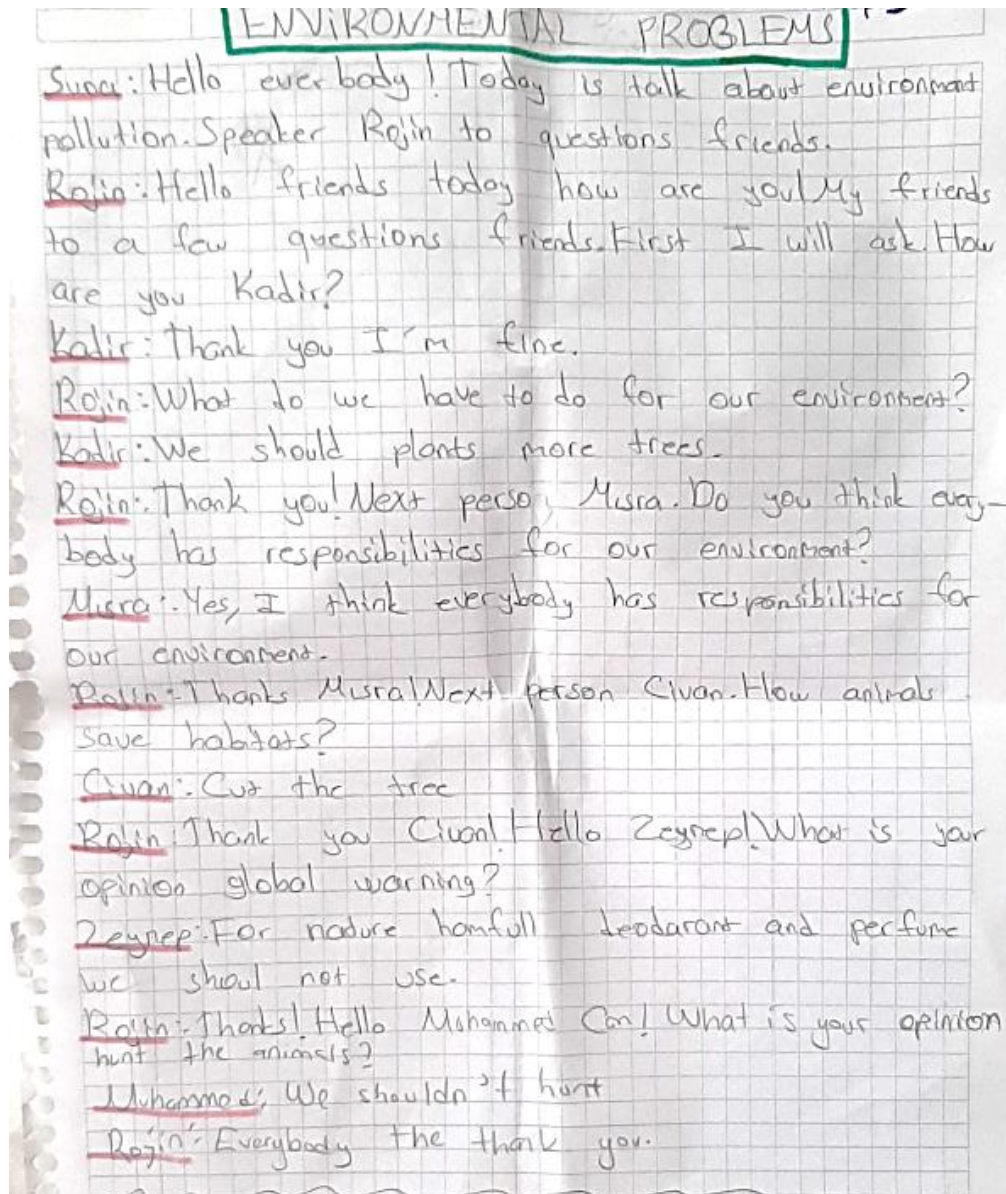 ENVIRONMENTAL PROBLEMS
Sunci: Hello everbody! Today is talk about environment
pollution. Speaker Rojin to questions friends.
Rojin: Hello friends today how are you! My friends
to a few questions friends. First I will ask. How
are you Kadir?
Kadir: Thank you I'm fine.
Rojin: What do we have to do for our environment?
Kadir: We should plants more trees.
Rojin: Thank you! Next perso, Mısra. Do you think every-
body has responsibilities for our environment?
Mısra: Yes, I think everybody has responsibilities for
our environment.
Rojin: Thanks Mısra! Next person Civan. How animals
save habitats?
Civan: Cut the tree
Rojin: Thank you Civan! Hello Zeynep! What is your
opinion global warning?
Zeynep: For nature homfull deodarant and perfume
we shoul not use.
Rojin: Thanks! Hello Mohammed Can! What is your opinion
hunt the animals?
Muhammed: We shouldn't hunt
Rojin: Everybody the thank you.